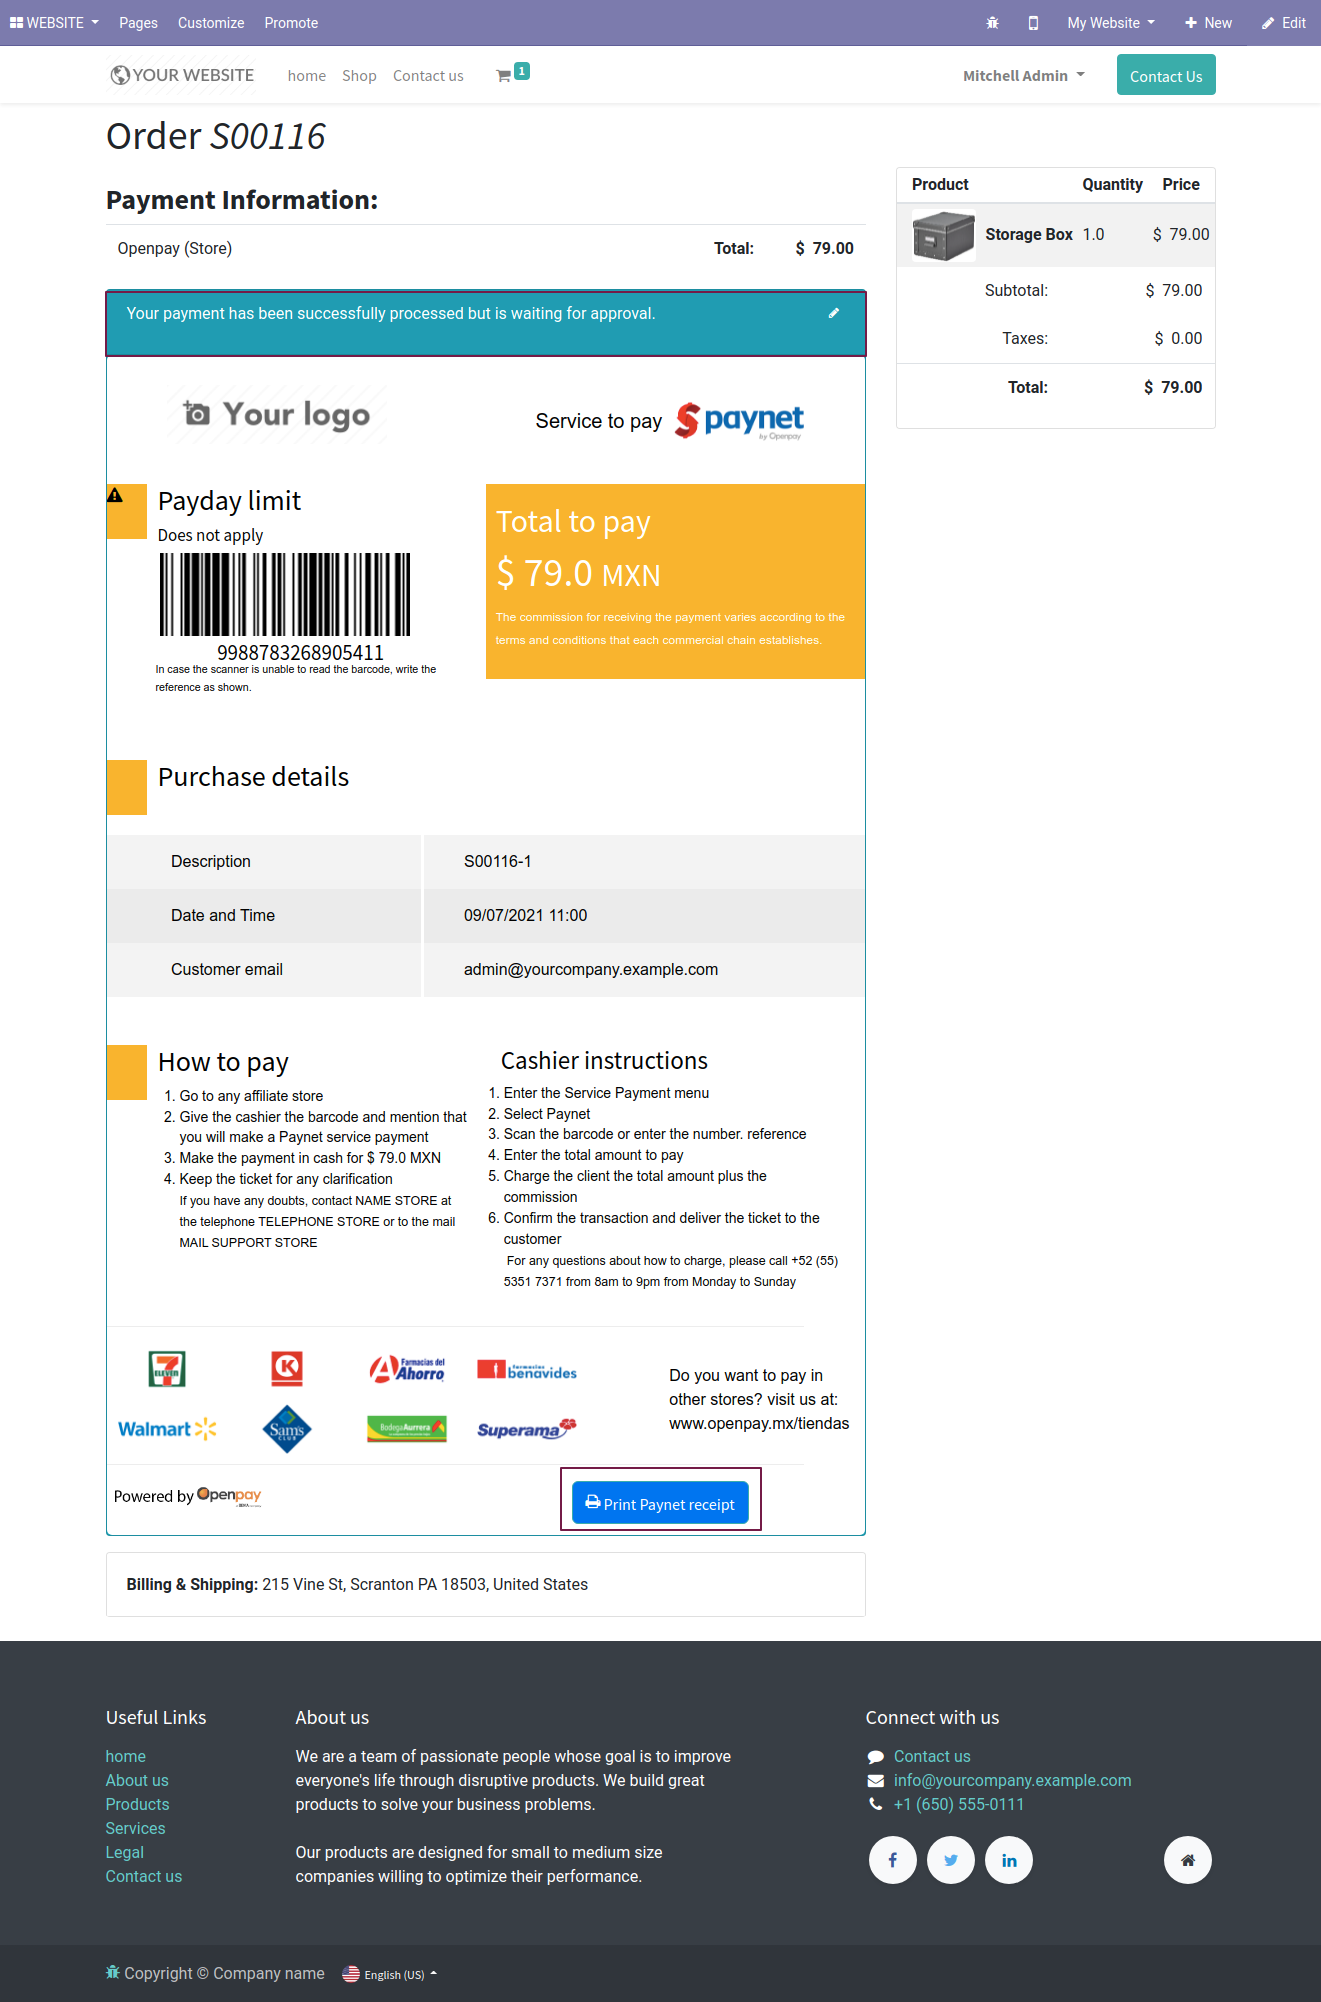 WEBSITE Pages Customize Promote My Website New Edit
YOUR WEBSITE home Shop Contact us 1 Mitchell Admin Contact Us
Order S00116
Payment Information:
Openpay (Store) Total: $ 79.00
Your payment has been successfully processed but is waiting for approval.
Product Quantity Price
Storage Box 1.0 $ 79.00
Subtotal: $ 79.00
Taxes: $ 0.00
Total: $ 79.00
Your logo
Service to pay paynet
by Openpay
Payday limit
Does not apply
9988783268905411
In case the scanner is unable to read the barcode, write the
reference as shown.
Total to pay
$ 79.0 MXN
The commission for receiving the payment varies according to the
terms and conditions that each commercial chain establishes.
Purchase details
Description S00116-1
Date and Time 09/07/2021 11:00
Customer email admin@yourcompany.example.com
How to pay
1. Go to any affiliate store
2. Give the cashier the barcode and mention that
you will make a Paynet service payment
3. Make the payment in cash for $ 79.0 MXN
4. Keep the ticket for any clarification
If you have any doubts, contact NAME STORE at
the telephone TELEPHONE STORE or to the mail
MAIL SUPPORT STORE
Cashier instructions
1. Enter the Service Payment menu
2. Select Paynet
3. Scan the barcode or enter the number. reference
4. Enter the total amount to pay
5. Charge the client the total amount plus the
commission
6. Confirm the transaction and deliver the ticket to the
customer
For any questions about how to charge, please call +52 (55)
5351 7371 from 8am to 9pm from Monday to Sunday
7 ELEVEN K Farmacias del Ahorro farmacias benavides
Walmart Sam's CLUB Bodega Aurrera Superama
Do you want to pay in
other stores? visit us at:
www.openpay.mx/tiendas
Powered by Openpay
Print Paynet receipt
Billing & Shipping: 215 Vine St, Scranton PA 18503, United States
Useful Links
home
About us
Products
Services
Legal
Contact us
About us
We are a team of passionate people whose goal is to improve
everyone's life through disruptive products. We build great
products to solve your business problems.
Our products are designed for small to medium size
companies willing to optimize their performance.
Connect with us
Contact us
info@yourcompany.example.com
+1 (650) 555-0111
Copyright © Company name English (US)